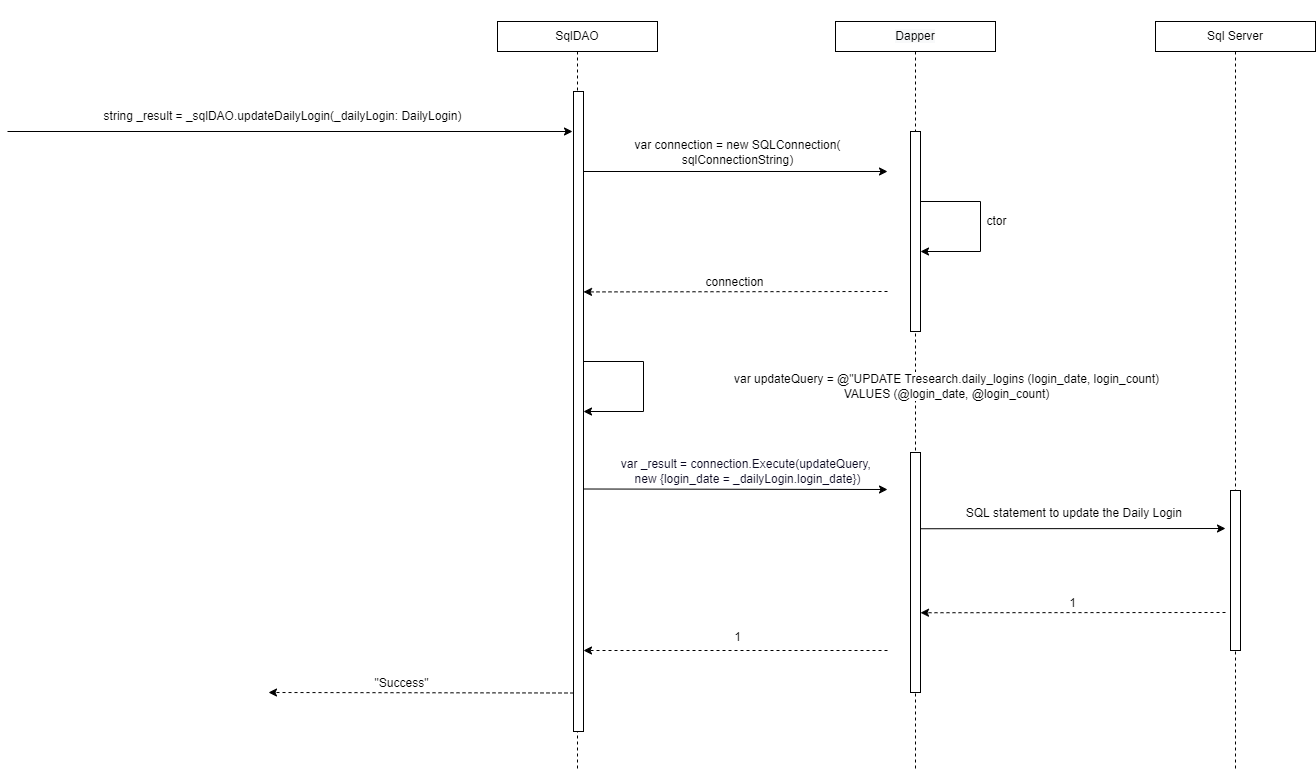 SqlDAO
Dapper
Sql Server
string _result = _sqlDAO.updateDailyLogin(_dailyLogin: DailyLogin)
var connection = new SQLConnection(
sqlConnectionString)
ctor
connection
var updateQuery = @"UPDATE Tresearch.daily_logins (login_date, login_count)
VALUES (@login_date, @login_count)
var _result = connection.Execute(updateQuery,
new {login_date = _dailyLogin.login_date})
SQL statement to update the Daily Login
1
1
"Success"